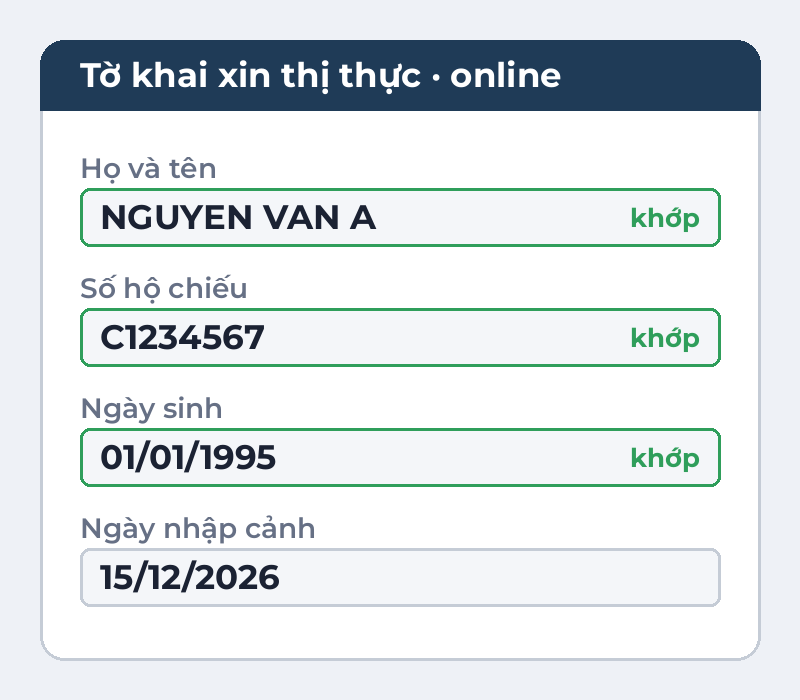 Tờ khai xin thị thực · online
Họ và tên
NGUYEN VAN A khớp
Số hộ chiếu
C1234567 khớp
Ngày sinh
01/01/1995 khớp
Ngày nhập cảnh
15/12/2026